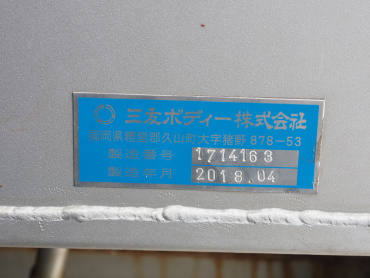 三友ボディー株式会社
福岡県糟屋郡久山町大字猪野 878-53
製造番号 1714163
製造年月 2018.04